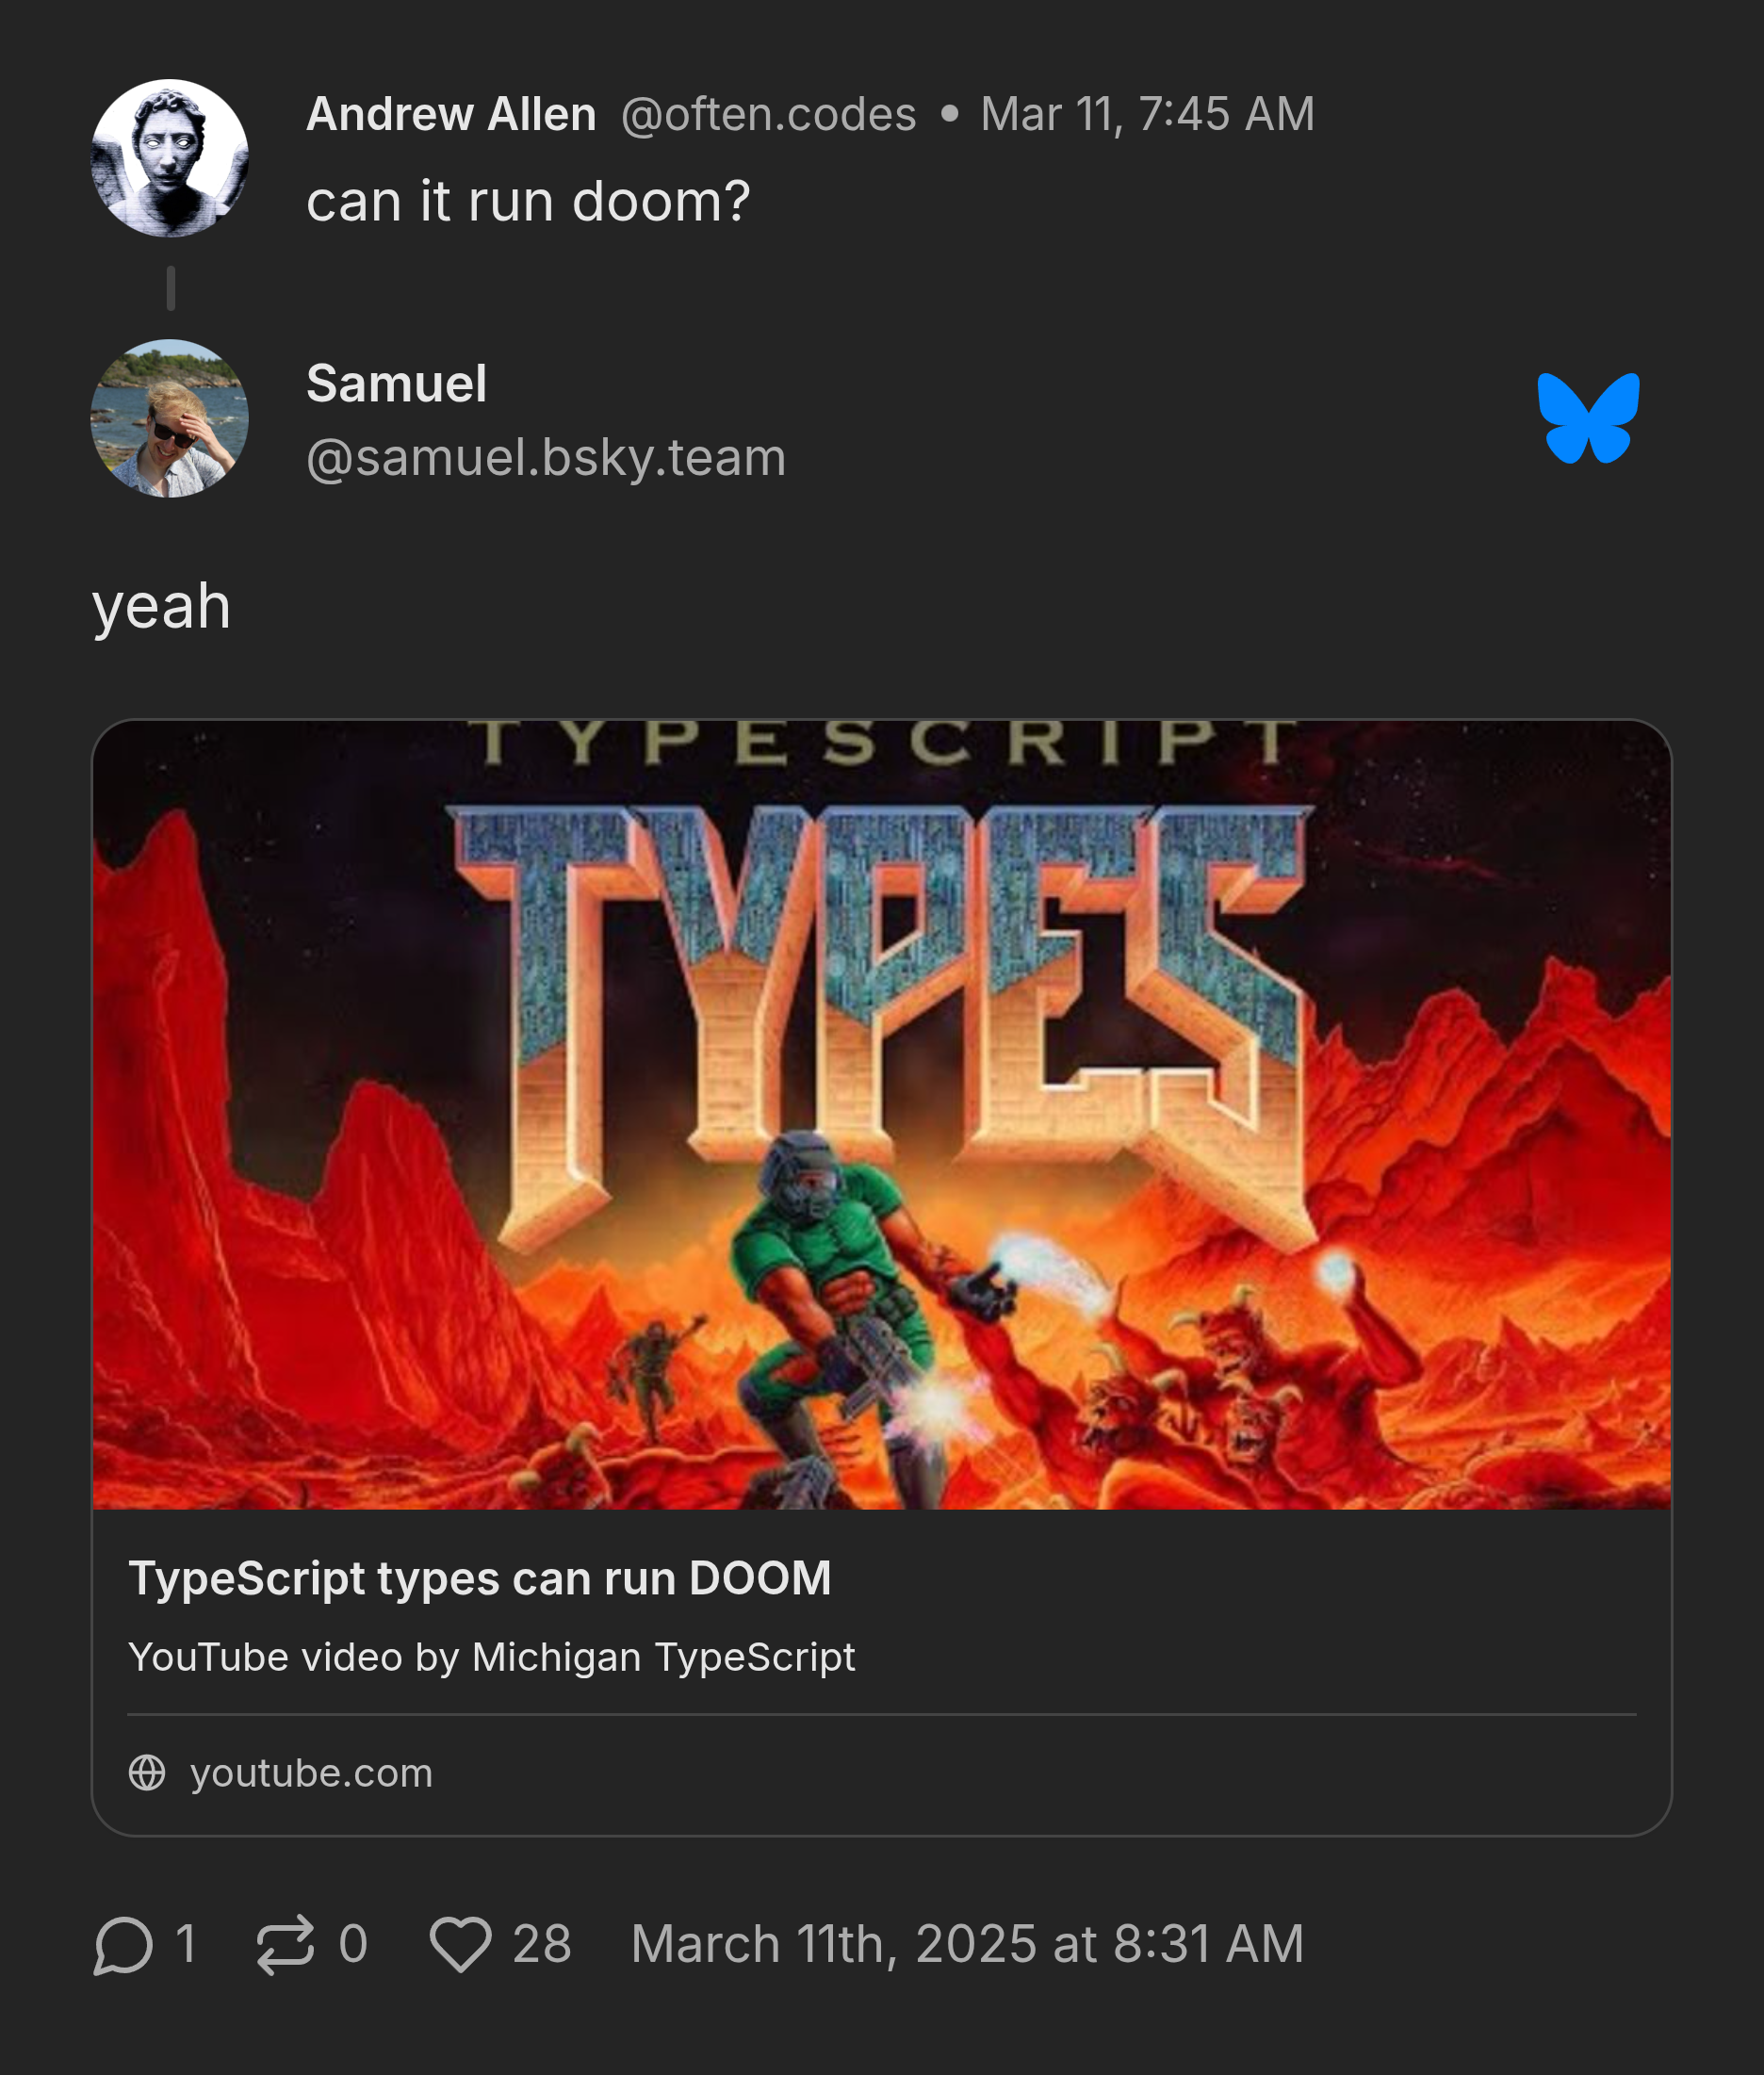 Andrew Allen @often.codes • Mar 11, 7:45 AM
can it run doom?
Samuel
@samuel.bsky.team
yeah
TYPESCRIPT
TYPES
TypeScript types can run DOOM
YouTube video by Michigan TypeScript
youtube.com
1 0 28 March 11th, 2025 at 8:31 AM